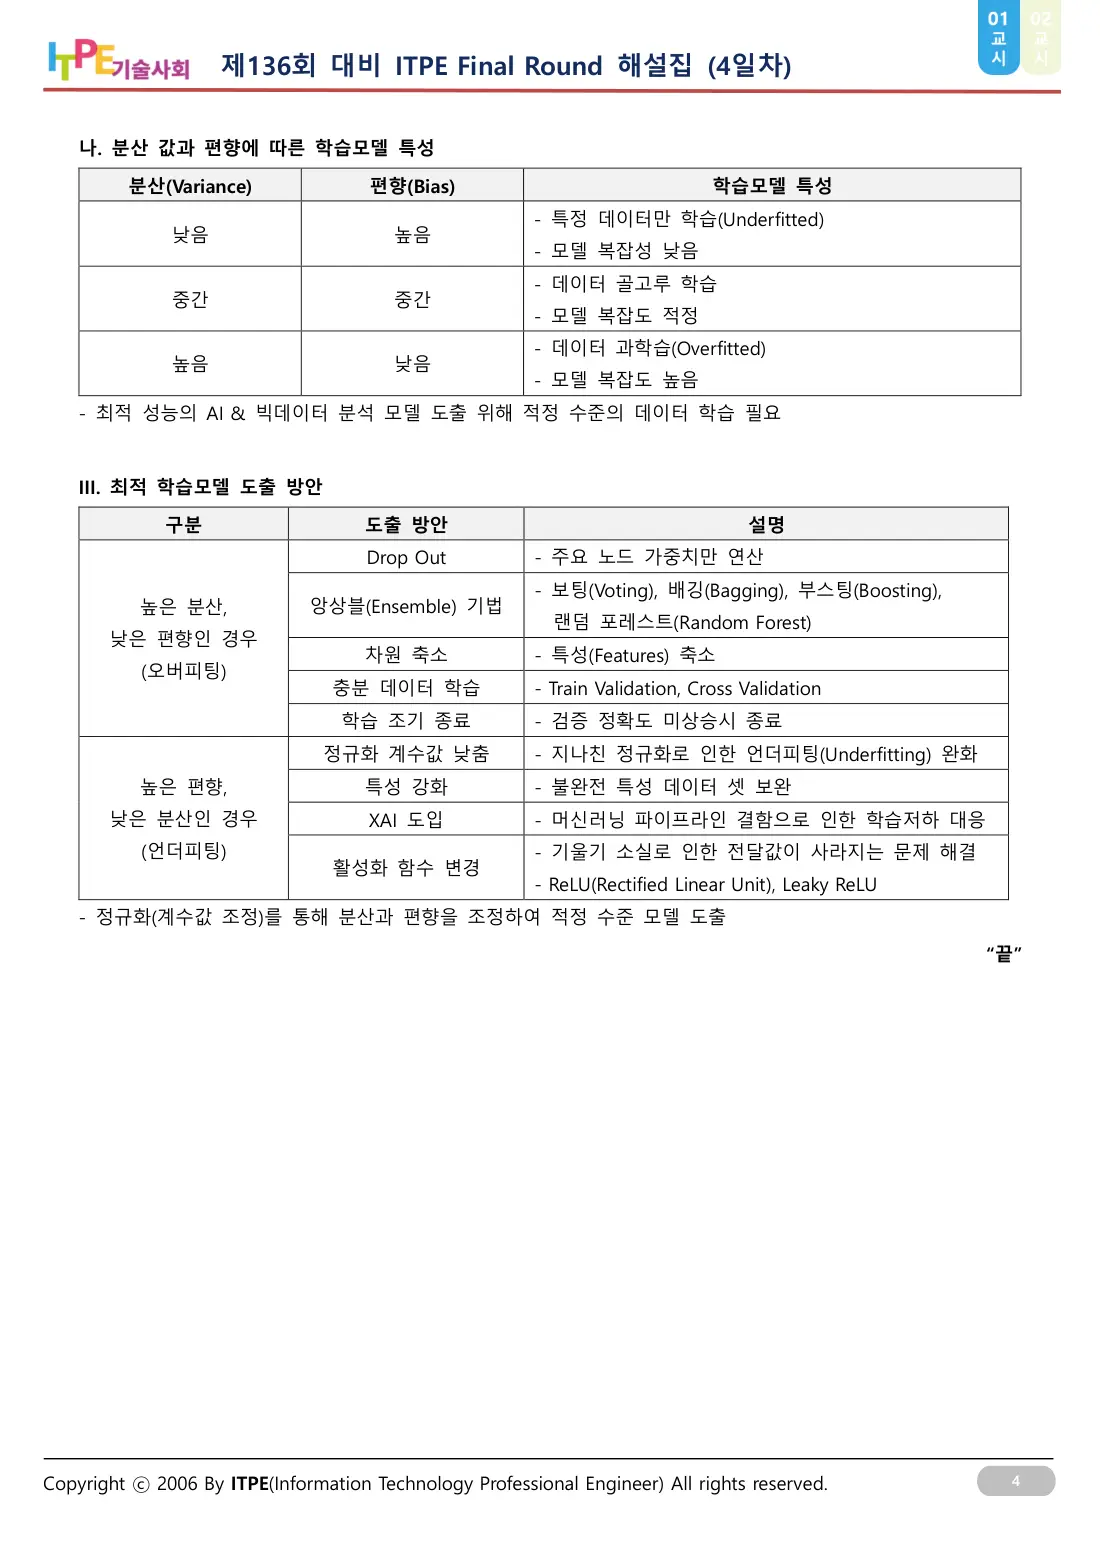 ITPE기술사회 제136회 대비 ITPE Final Round 해설집 (4일차)
01 교 시
02 교 시
나. 분산 값과 편향에 따른 학습모델 특성
분산(Variance) 편향(Bias) 학습모델 특성
낮음 높음
- 특정 데이터만 학습(Underfitted)
- 모델 복잡성 낮음
중간 중간
- 데이터 골고루 학습
- 모델 복잡도 적정
높음 낮음
- 데이터 과학습(Overfitted)
- 모델 복잡도 높음
- 최적 성능의 AI & 빅데이터 분석 모델 도출 위해 적정 수준의 데이터 학습 필요
III. 최적 학습모델 도출 방안
구분 도출 방안 설명
높은 분산,
낮은 편향인 경우
(오버피팅)
Drop Out - 주요 노드 가중치만 연산
앙상블(Ensemble) 기법 - 보팅(Voting), 배깅(Bagging), 부스팅(Boosting),
랜덤 포레스트(Random Forest)
차원 축소 - 특성(Features) 축소
충분 데이터 학습 - Train Validation, Cross Validation
학습 조기 종료 - 검증 정확도 미상승시 종료
높은 편향,
낮은 분산인 경우
(언더피팅)
정규화 계수값 낮춤 - 지나친 정규화로 인한 언더피팅(Underfitting) 완화
특성 강화 - 불완전 특성 데이터 셋 보완
XAI 도입 - 머신러닝 파이프라인 결함으로 인한 학습저하 대응
활성화 함수 변경 - 기울기 소실로 인한 전달값이 사라지는 문제 해결
- ReLU(Rectified Linear Unit), Leaky ReLU
- 정규화(계수값 조정)를 통해 분산과 편향을 조정하여 적정 수준 모델 도출
“끝”
Copyright ⓒ 2006 By ITPE(Information Technology Professional Engineer) All rights reserved.
4